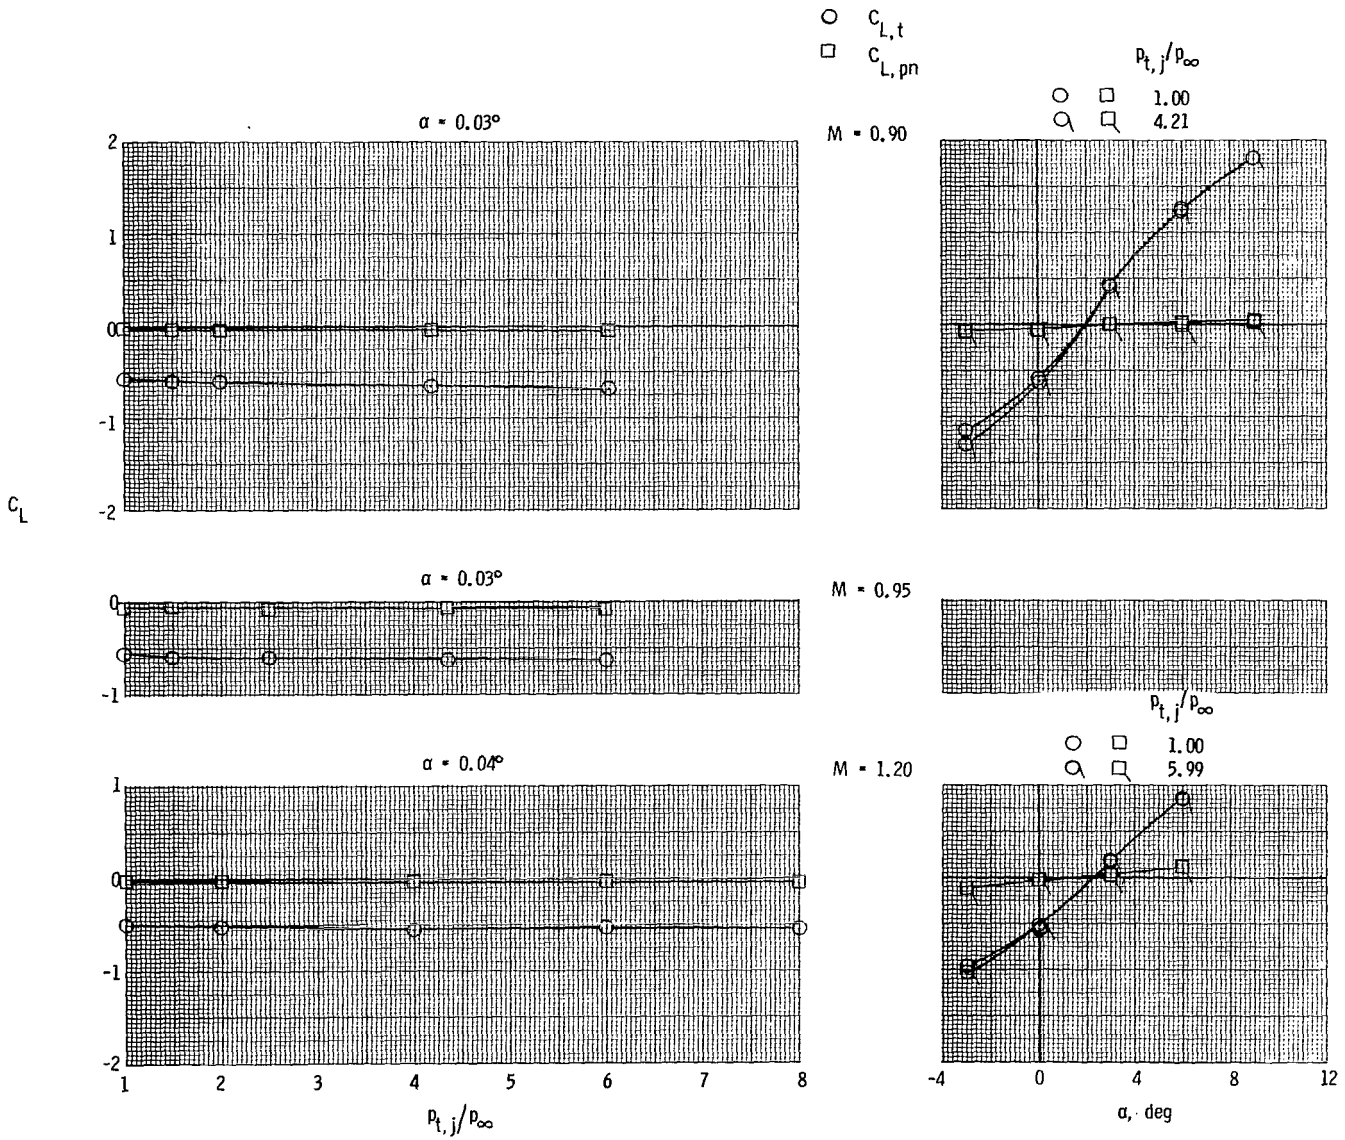 C_L,t
C_L,pn
p_t,j/p_∞
1.00
4.21
α = 0.03°
M = 0.90
2
1
0
-1
-2
C_L
α = 0.03°
M = 0.95
0
-1
p_t,j/p_∞
1.00
5.99
α = 0.04°
M = 1.20
1
0
-1
-2
1 2 3 4 5 6 7 8
-4 0 4 8 12
p_t,j/p_∞
α, deg